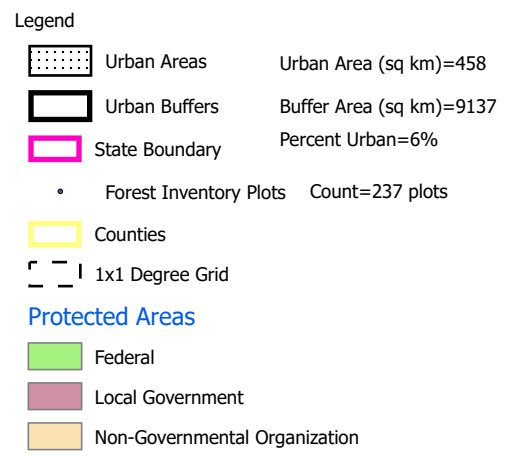 Legend
Urban Areas Urban Area (sq km)=458
Urban Buffers Buffer Area (sq km)=9137
State Boundary Percent Urban=6%
Forest Inventory Plots Count=237 plots
Counties
1x1 Degree Grid
Protected Areas
Federal
Local Government
Non-Governmental Organization